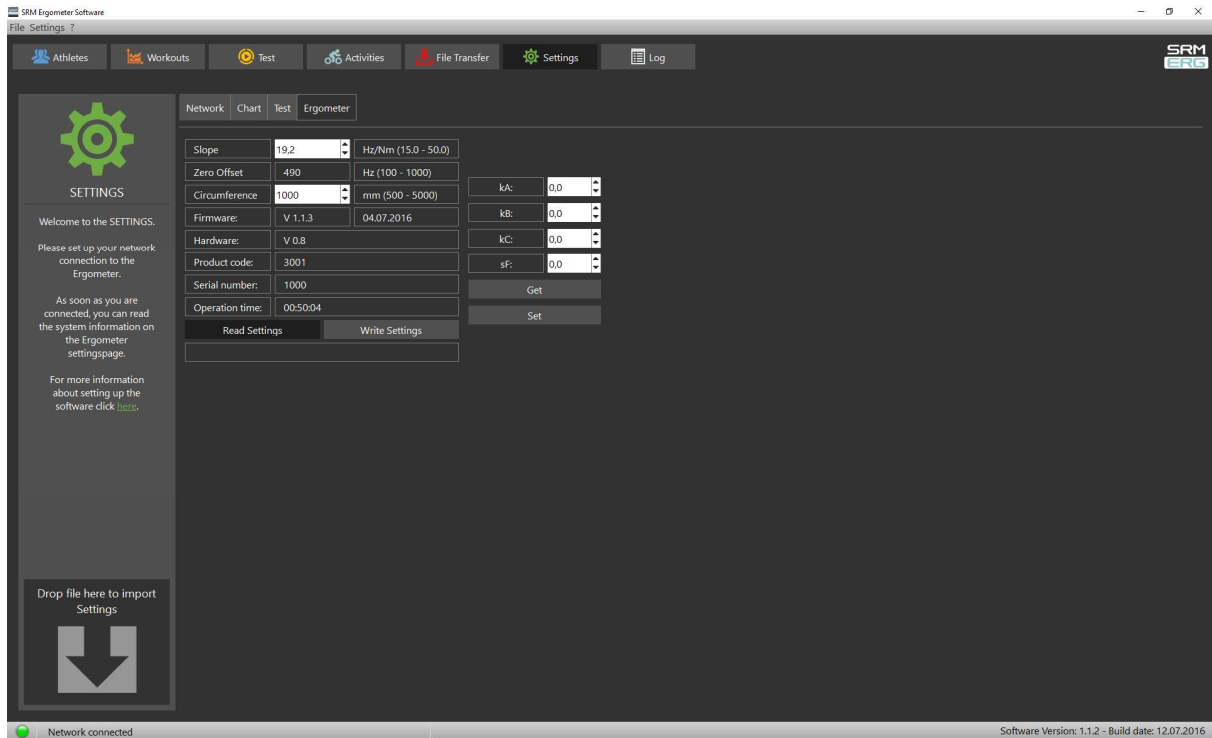 SRM Ergometer Software
File Settings ?
Athletes Workouts Test Activities File Transfer Settings Log
SRM
ERG
SETTINGS
Welcome to the SETTINGS.
Please set up your network
connection to the
Ergometer.
As soon as you are
connected, you can read
the system information on
the Ergometer
settingspage.
For more information
about setting up the
software click here.
Drop file here to import
Settings
Network Chart Test Ergometer
Slope 19,2 Hz/Nm (15.0 - 50.0)
Zero Offset 490 Hz (100 - 1000)
Circumference 1000 mm (500 - 5000)
Firmware: V 1.1.3 04.07.2016
Hardware: V 0.8
Product code: 3001
Serial number: 1000
Operation time: 00:50:04
Read Settings Write Settings
kA: 0,0
kB: 0,0
kC: 0,0
sF: 0,0
Get
Set
Network connected
Software Version: 1.1.2 - Build date: 12.07.2016